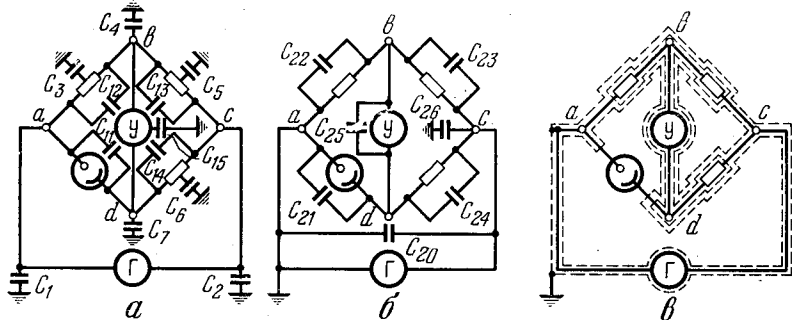 C4 в
C3 C12 C13 C5
a У c
C11 C14 C15
C6
d C7
Г
C1 C2
а
в
C22 C23
a C25 У C26 c
C21 d C24
C20
Г
б
в
a У c
d
Г
в